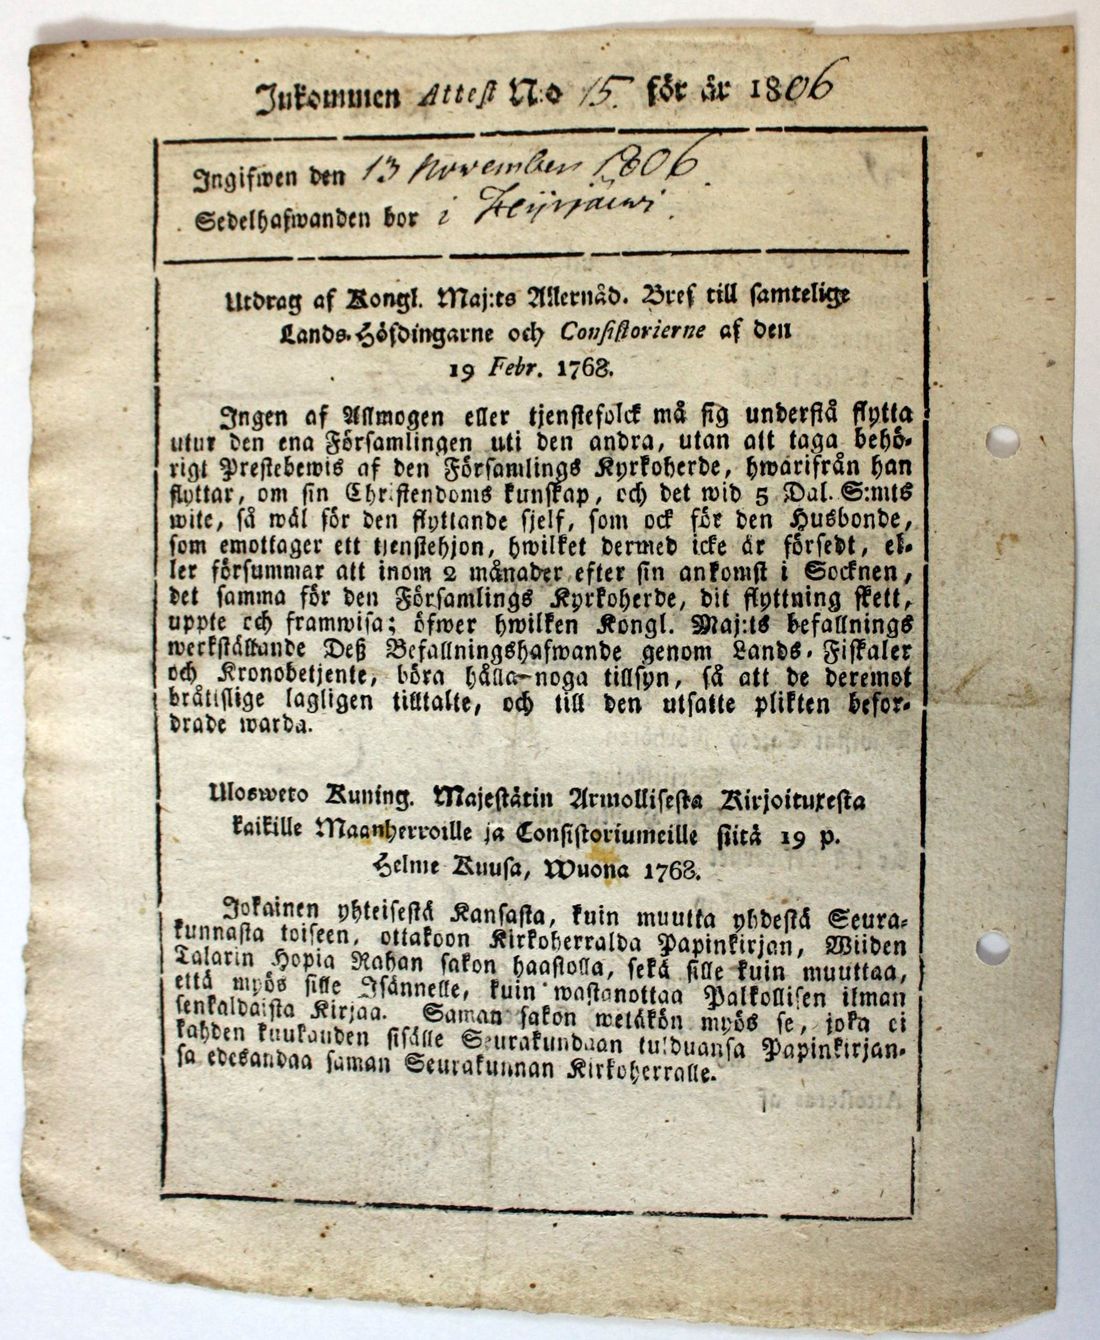 Inkommen Attest N:o 15. för år 1806
Ingifwen den 13 November 1806.
Sedelhafwanden bor i
Utdrag af Kongl. Maj:ts Allernåd. Bref till samtelige
Lands-Höfdingarne och Consistorierne af den
19 Febr. 1768.
Ingen af Allmogen eller tjenstefolck må sig understå flytta
utur den ena Församlingen uti den andra, utan att taga behö-
rigt Prestebewis af den Församlings Kyrkoherde, hwarifrån han
flyttar, om sin Christendoms kunskap, och det wid 5 Dal. S:mts
wite, så wäl för den flyttande sjelf, som ock för den Husbonde,
som emottager ett tjenstehjon, hwilket dermed icke är försedt, el-
ler försummar att inom 2 månader efter sin ankomst i Socknen,
det samma för den Församlings Kyrkoherde, dit flyttning skett,
uppte och framwisa; öfwer hwilken Kongl. Maj:ts befallnings
werkställande Deß Befallningshafwande genom Lands-Fiskaler
och Kronobetjente, böra hålla noga tillsyn, så att de deremot
bråttslige lagligen tilltalte, och till den utsatte plikten befor-
drade warda.
Ulosweto Kuning. Majestätin Armollisesta Kirjoituxesta
kaikille Maanherroille ja Consistoriumeille siitä 19 p.
Helme Kuusa, Wuona 1768.
Jokainen yhteisestä Kansasta, kuin muutta yhdestä Seura-
kunnasta toiseen, ottakoon Kirkoherralda Papinkirjan, Wiiden
Talarin Hopia Rahan sakon haastolla, sekä sille kuin muuttaa,
että myös sille Isännelle, kuin wastanottaa Palkollisen ilman
senkaldaista Kirjaa. Saman sakon wetäkön myös se, joka ei
kahden kuukauden sisälle Seurakundaan tulduansa Papinkirjan-
sa edesandaa saman Seurakunnan Kirkoherralle.